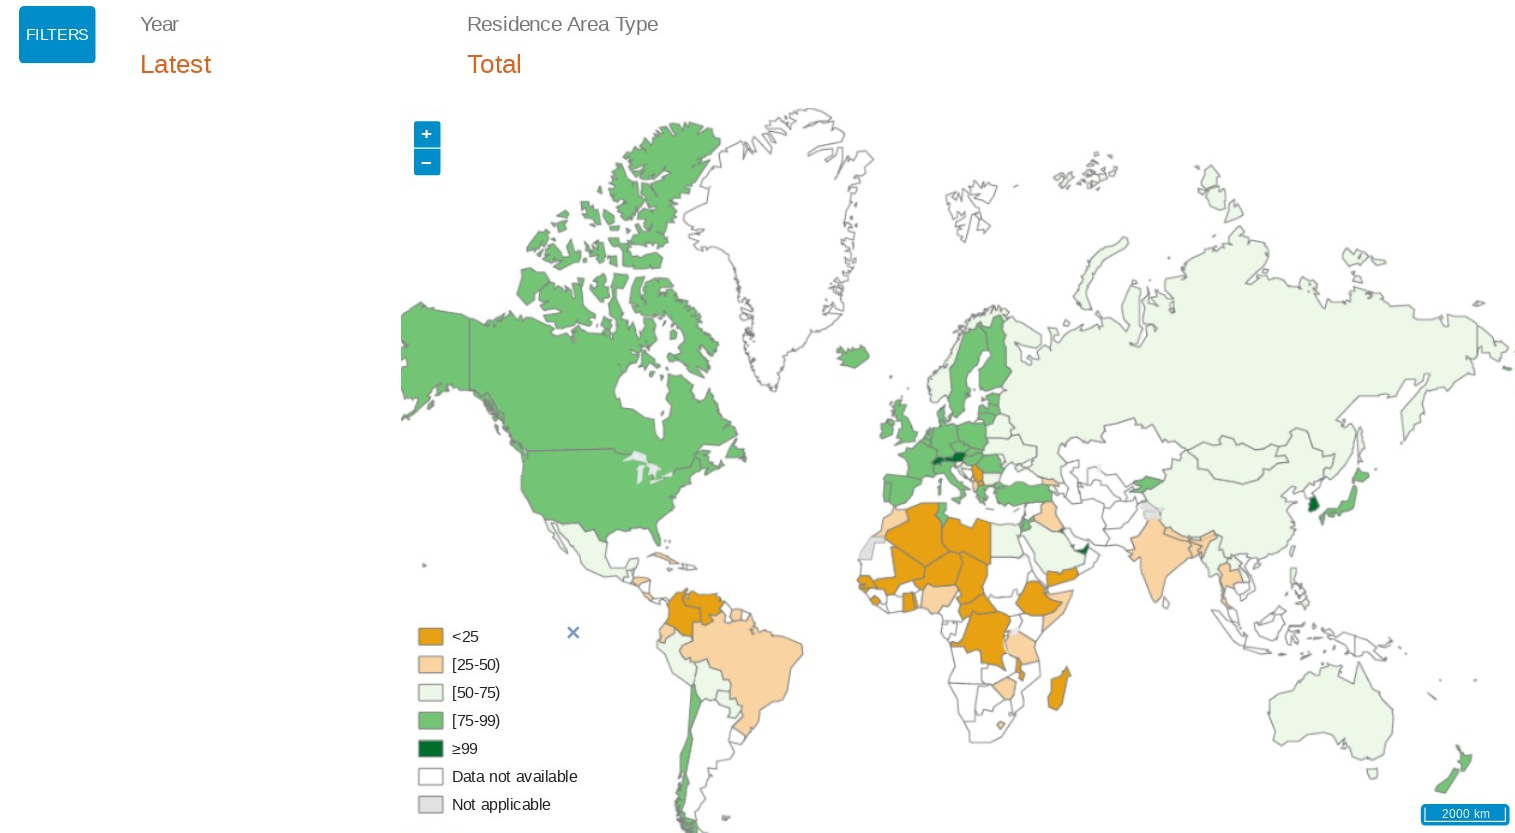 FILTERS
Year
Latest
Residence Area Type
Total
+
–
<25
[25-50)
[50-75)
[75-99)
≥99
Data not available
Not applicable
2000 km